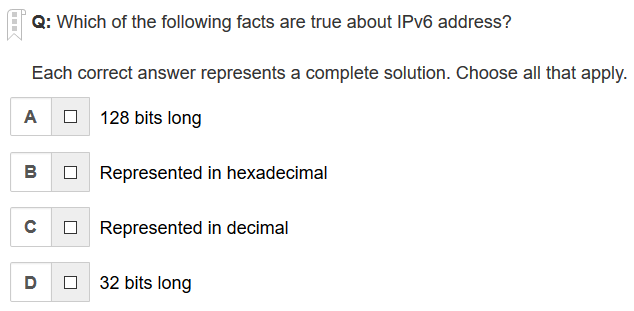 Q: Which of the following facts are true about IPv6 address?
Each correct answer represents a complete solution. Choose all that apply.
A 128 bits long
B Represented in hexadecimal
C Represented in decimal
D 32 bits long